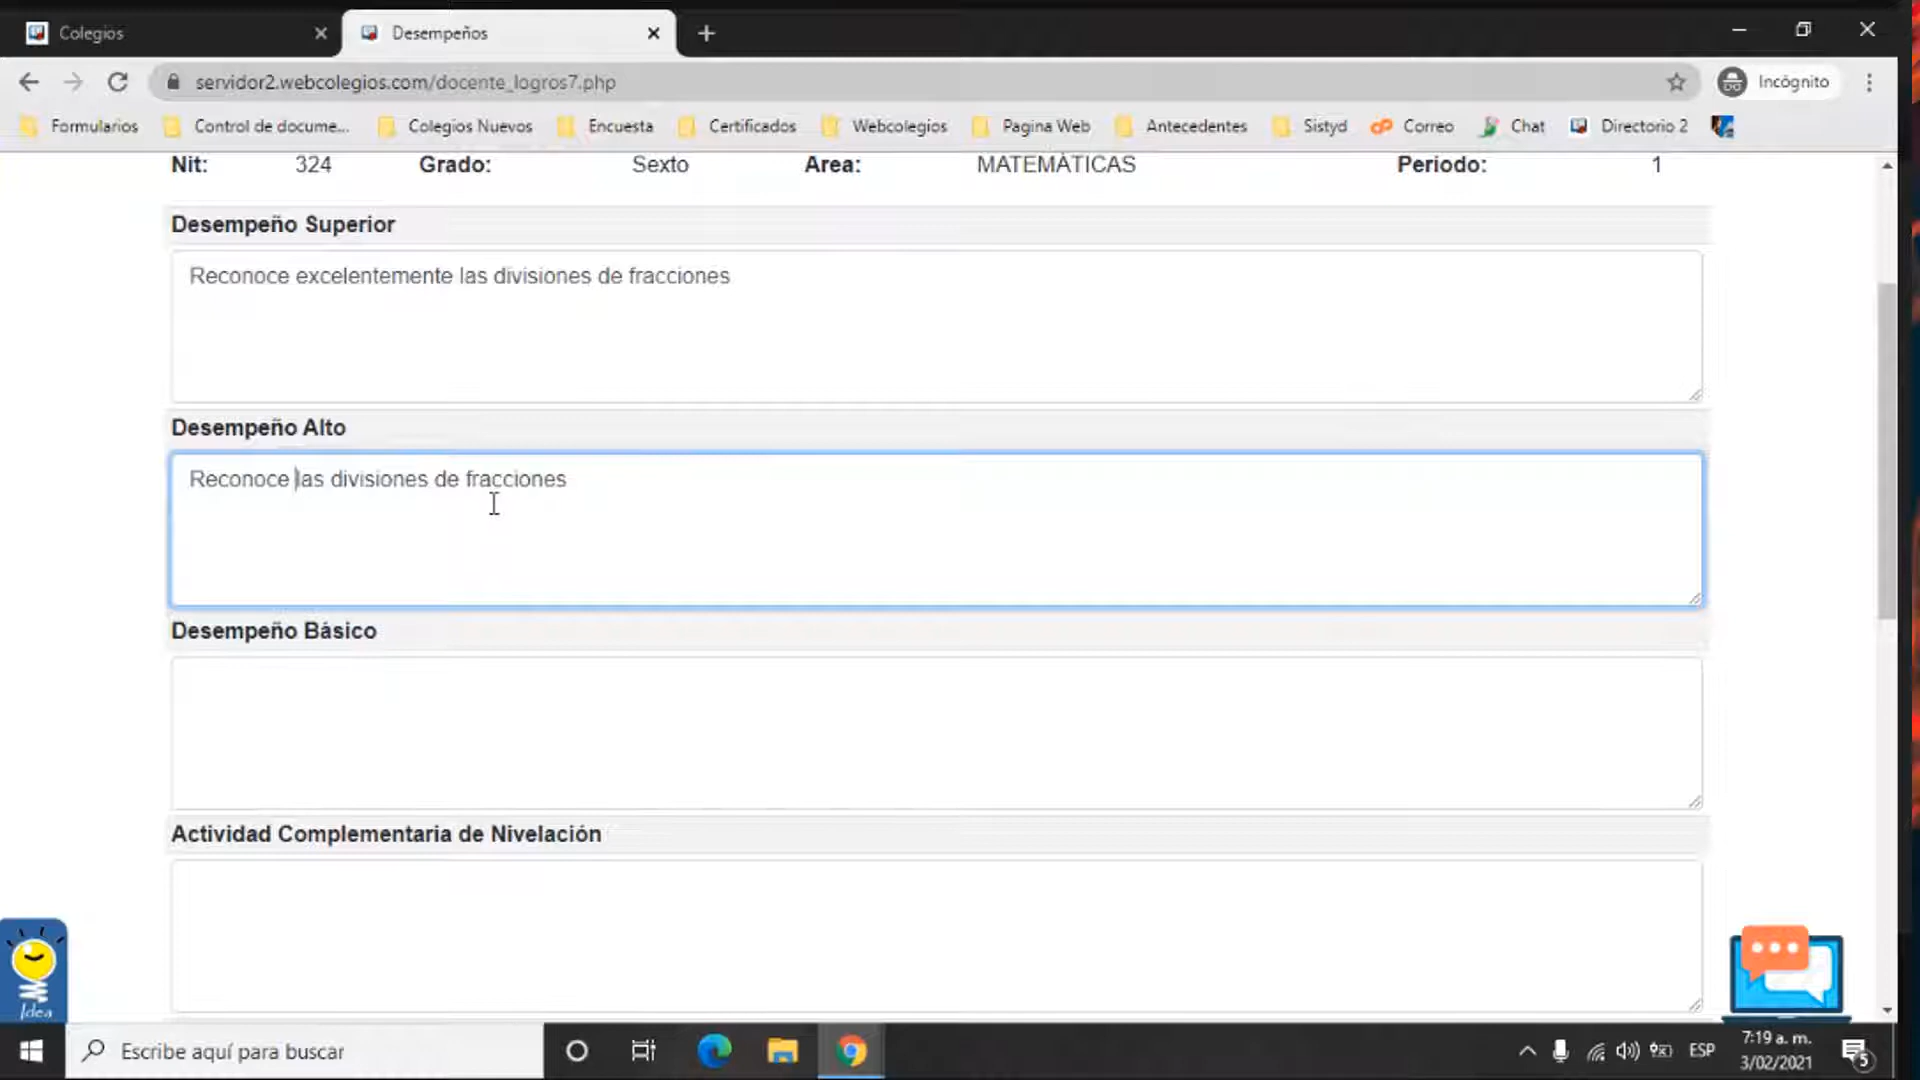 Colegios
Desempeños
servidor2.webcolegios.com/docente_logros7.php
Incógnito
Formularios
Control de docume...
Colegios Nuevos
Encuesta
Certificados
Webcolegios
Pagina Web
Antecedentes
Sistyd
Correo
Chat
Directorio 2
Nit: 324 Grado: Sexto Area: MATEMÁTICAS Periodo: 1
Desempeño Superior
Reconoce excelentemente las divisiones de fracciones
Desempeño Alto
Reconoce las divisiones de fracciones
Desempeño Básico
Actividad Complementaria de Nivelación
Idea
Escribe aquí para buscar
ESP
7:19 a. m.
3/02/2021
5